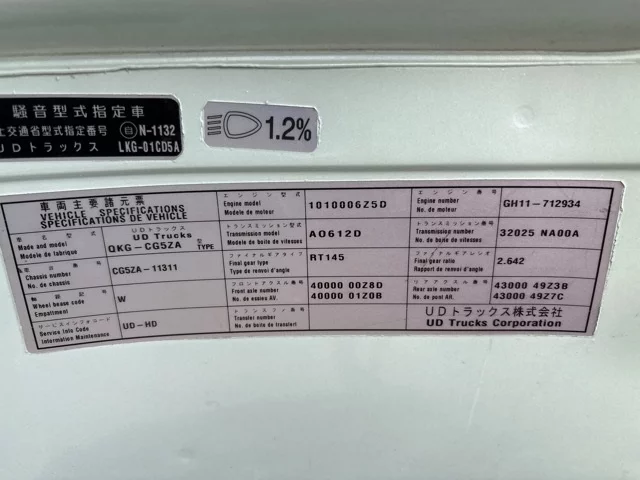 騒音型式指定車
土交通省型式指定番号 自 N-1132
UDトラックス LKG-01CD5A
1.2%
車両主要諸元票
VEHICLE SPECIFICATIONS
SPECIFICATIONS DE VEHICLE
車名型式
Make and model
Modele de fabrique
UDトラックス
UD Trucks
QKG-CG5ZA 型 TYPE
車台番号
Chassis number
No. de chassis
CG5ZA-11311
軸距記号
Wheel base code
Empattement
W
サービスインフォコード
Service Info Code
Information Maintenance
UD-HD
エンジン型式
Engine model
Modele de moteur
1010006Z5D
トランスミッション型式
Transmission model
Modele de boite de vitesses
AO612D
ファイナルギアタイプ
Final gear type
Type de renvoi d'angle
RT145
フロントアクスル番号
Front axle number
No. de essieu AV.
40000 00Z8D
40000 01Z0B
トランスファ番号
Transfer number
No. de boite de transfert
エンジン番号
Engine number
No. de moteur
GH11-712934
トランスミッション番号
Transmission number
No. de boite de vitesses
32025 NA00A
ファイナルギアレシオ
Final gear ratio
Rapport de renvoi d'angle
2.642
リヤアクスル番号
Rear axle number
No. de pont AR.
43000 49Z3B
43000 49Z7C
UDトラックス株式会社
UD Trucks Corporation